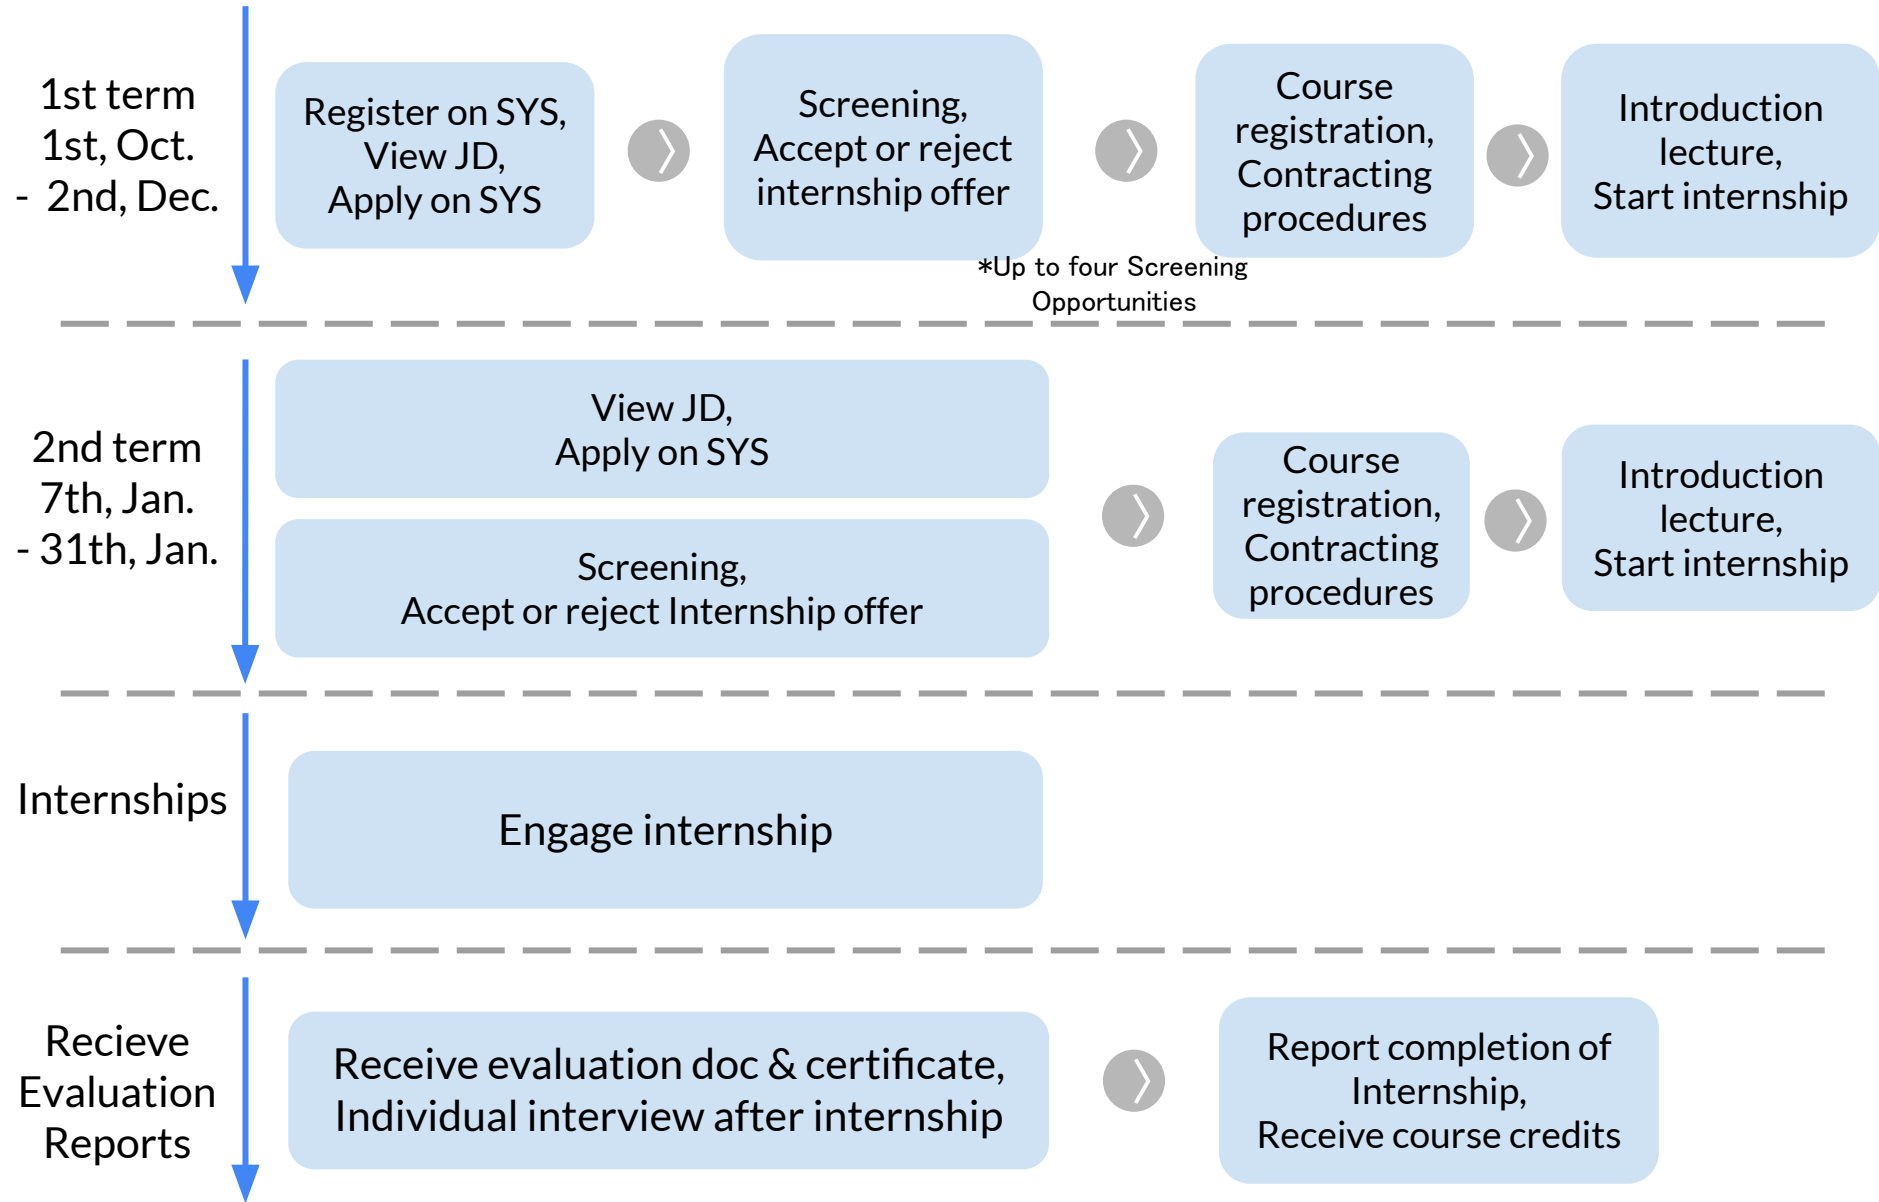 1st term
1st, Oct.
- 2nd, Dec.
Register on SYS,
View JD,
Apply on SYS
Screening,
Accept or reject
internship offer
*Up to four Screening
Opportunities
Course
registration,
Contracting
procedures
Introduction
lecture,
Start internship
2nd term
7th, Jan.
- 31th, Jan.
View JD,
Apply on SYS
Screening,
Accept or reject Internship offer
Course
registration,
Contracting
procedures
Introduction
lecture,
Start internship
Internships
Engage internship
Recieve
Evaluation
Reports
Receive evaluation doc & certificate,
Individual interview after internship
Report completion of
Internship,
Receive course credits